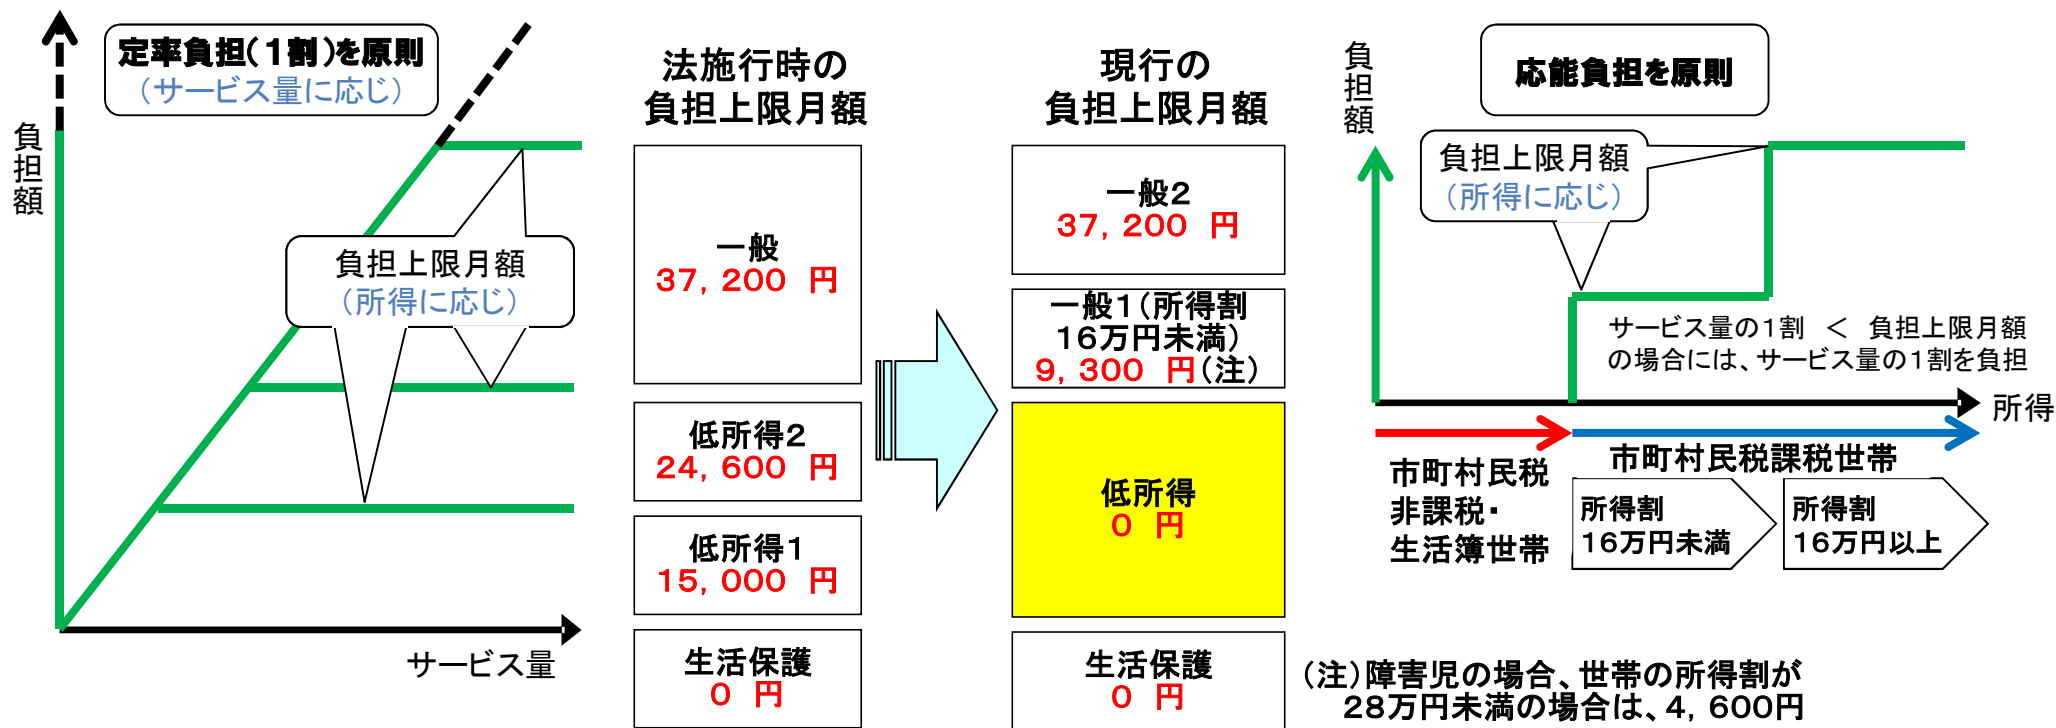 定率負担(１割)を原則
(サービス量に応じ)
負担額
負担上限月額
(所得に応じ)
サービス量
法施行時の
負担上限月額
一般
３７，２００ 円
低所得２
２４，６００ 円
低所得１
１５，０００ 円
生活保護
０ 円
現行の
負担上限月額
一般２
３７，２００ 円
一般１(所得割
１６万円未満)
９，３００ 円(注)
低所得
０ 円
生活保護
０ 円
負担額
応能負担を原則
負担上限月額
(所得に応じ)
サービス量の１割 ＜ 負担上限月額
の場合には、サービス量の１割を負担
所得
市町村民税
非課税・
生活簿世帯
市町村民税課税世帯
所得割
１６万円未満
所得割
１６万円以上
(注)障害児の場合、世帯の所得割が
２８万円未満の場合は、４，６００円